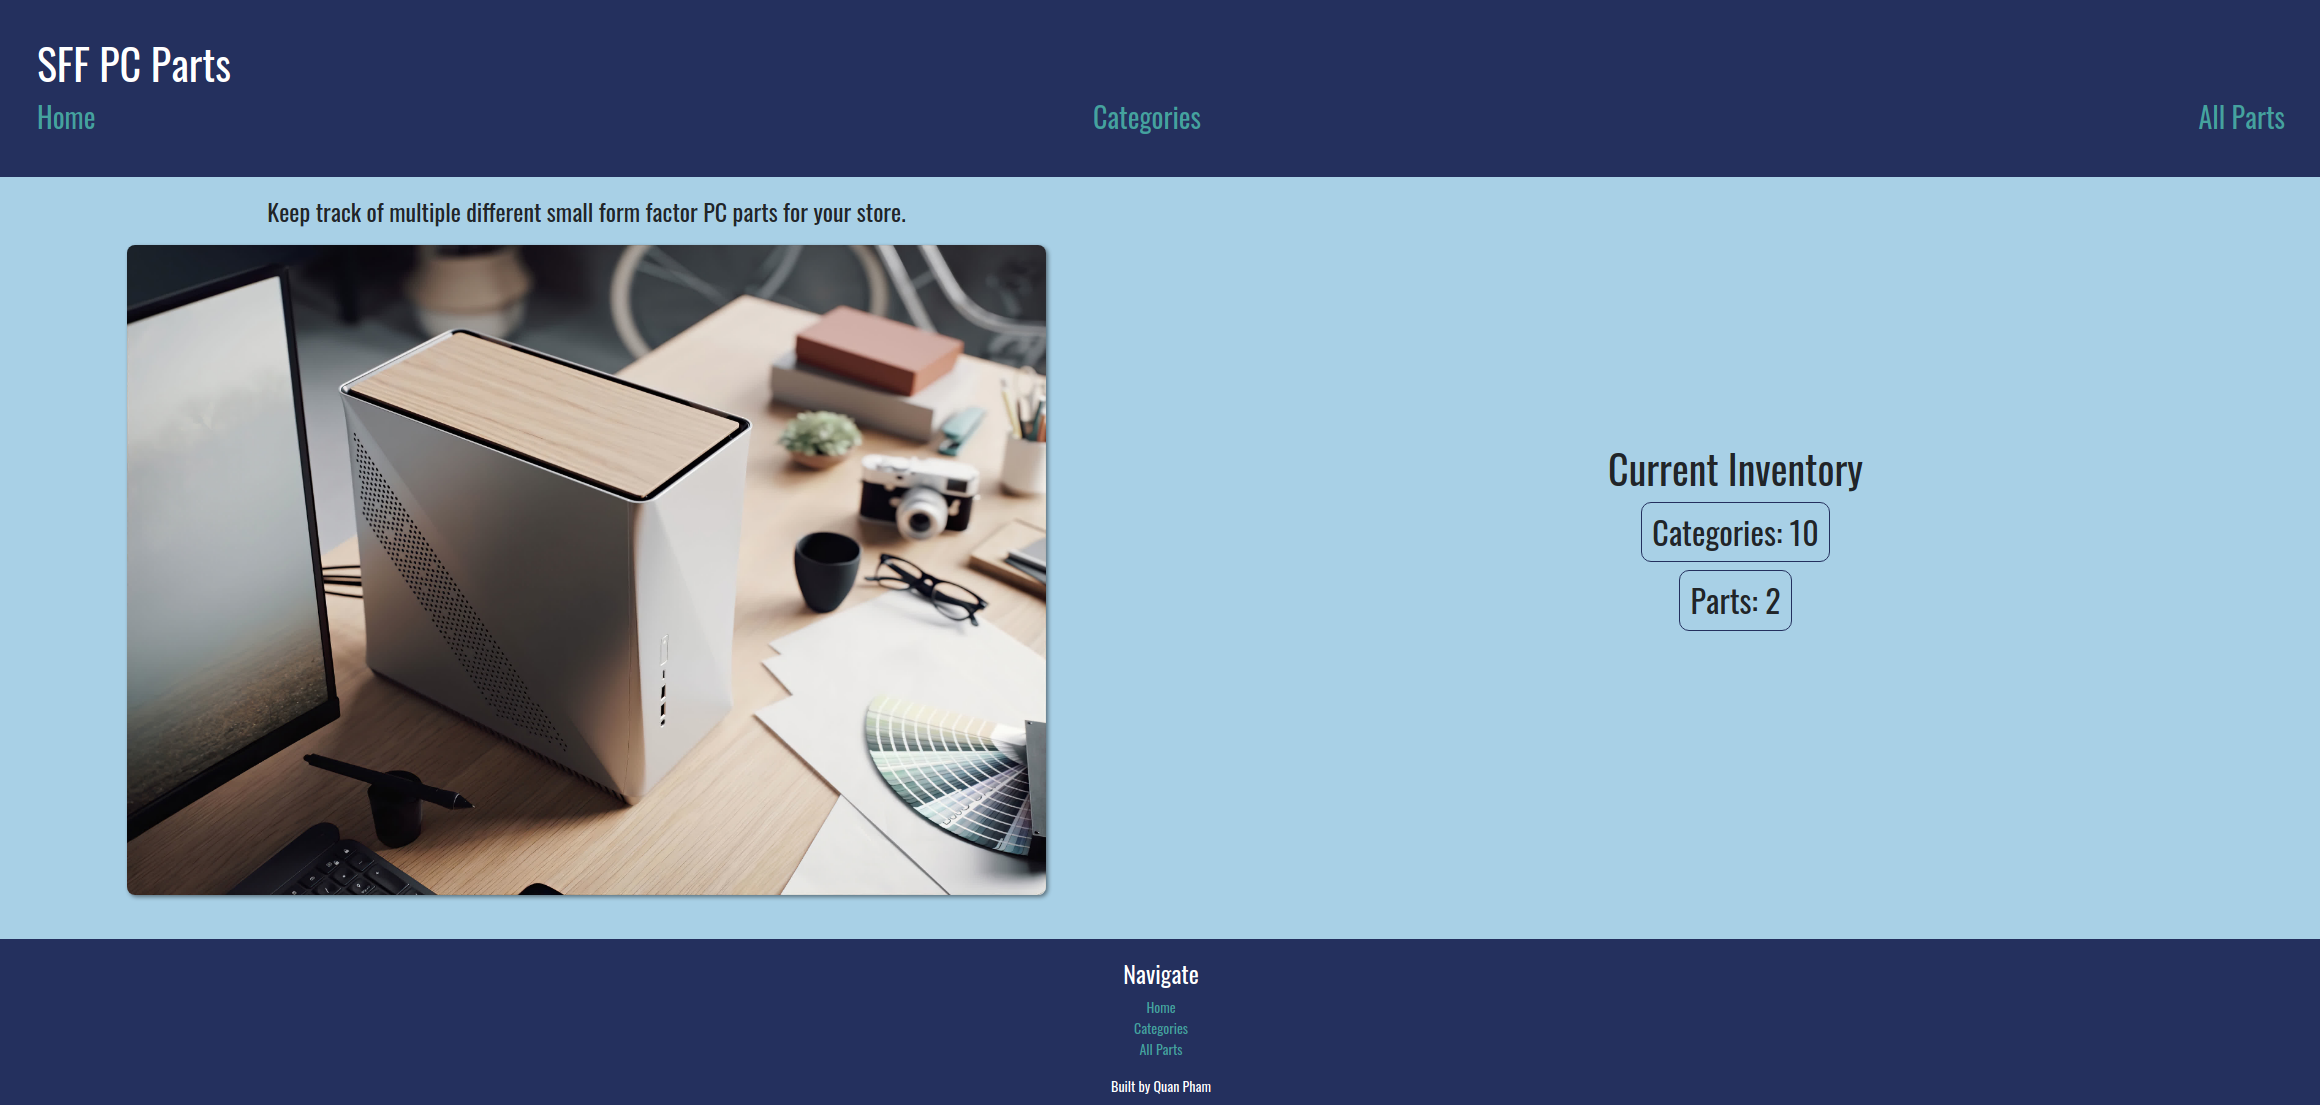 SFF PC Parts
Home
Categories
All Parts
Keep track of multiple different small form factor PC parts for your store.
Current Inventory
Categories: 10
Parts: 2
Navigate
Home
Categories
All Parts
Built by Quan Pham